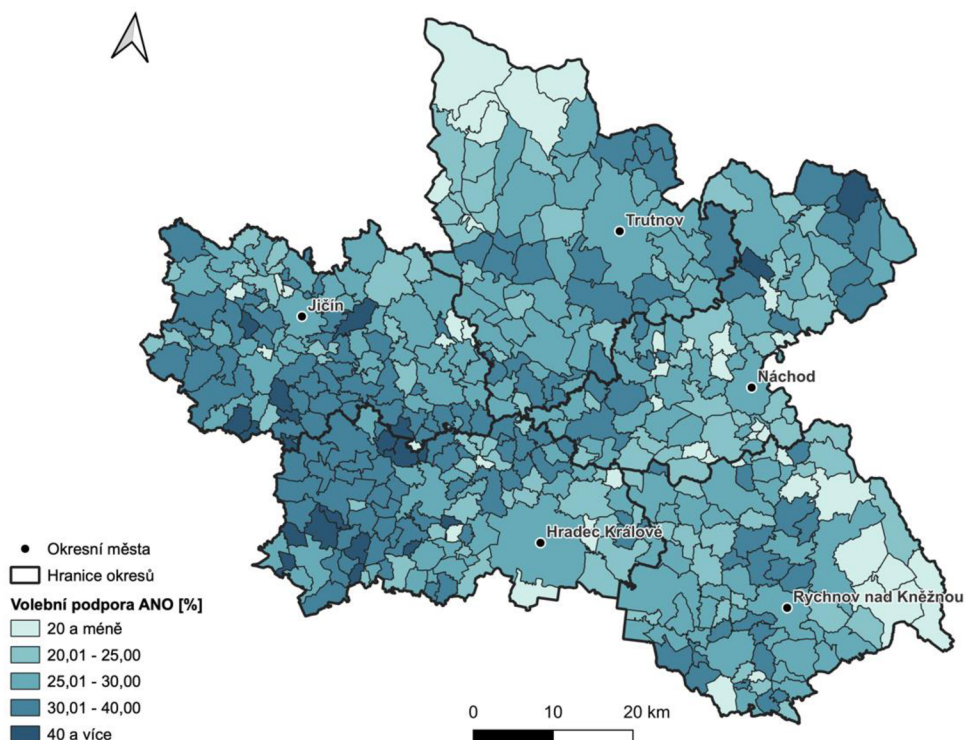 Trutnov
Jičín
Náchod
Hradec Králové
Rychnov nad Kněžnou
Okresní města
Hranice okresů
Volební podpora ANO [%]
20 a méně
20,01 - 25,00
25,01 - 30,00
30,01 - 40,00
40 a více
0 10 20 km